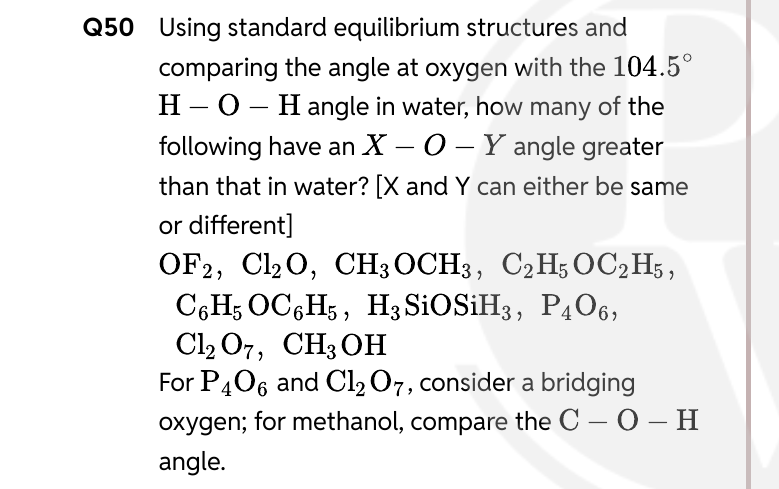 Q50 Using standard equilibrium structures and
comparing the angle at oxygen with the 104.5°
H – O – H angle in water, how many of the
following have an X – O – Y angle greater
than that in water? [X and Y can either be same
or different]
OF₂, Cl₂O, CH₃OCH₃, C₂H₅OC₂H₅,
C₆H₅OC₆H₅, H₃SiOSiH₃, P₄O₆,
Cl₂O₇, CH₃OH
For P₄O₆ and Cl₂O₇, consider a bridging
oxygen; for methanol, compare the C – O – H
angle.